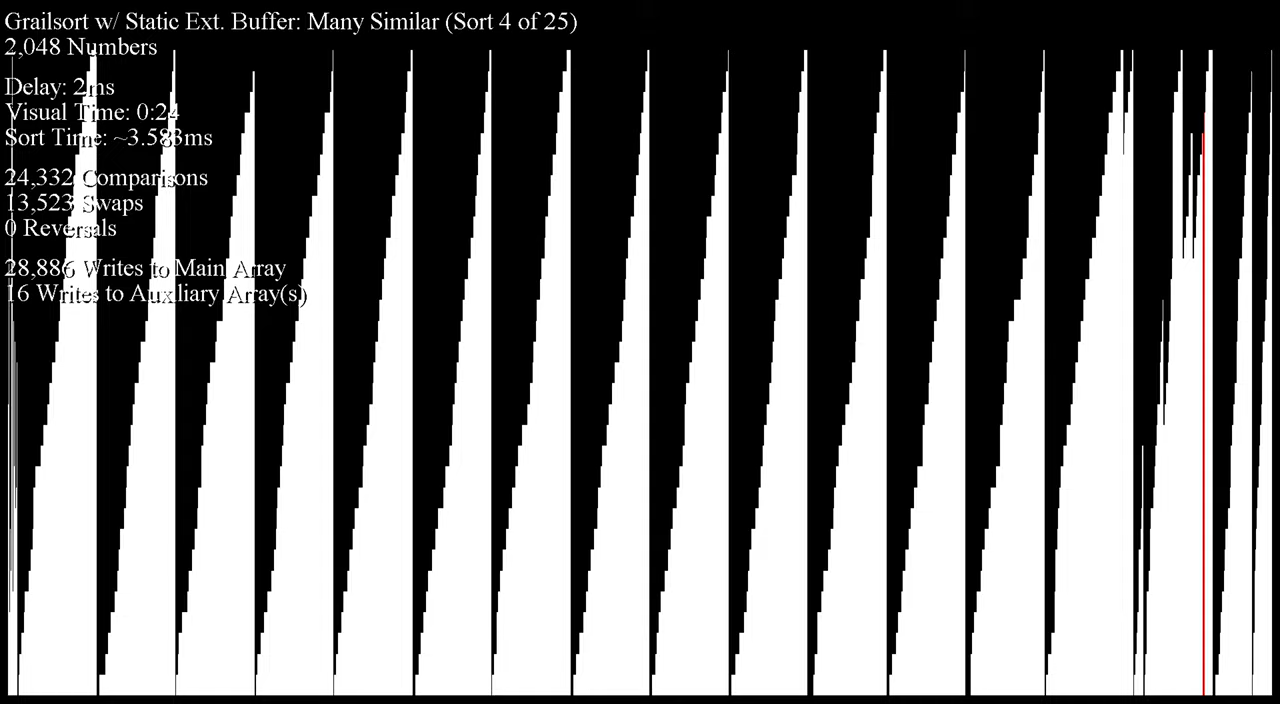 Grailsort w/ Static Ext. Buffer: Many Similar (Sort 4 of 25)
2,048 Numbers
Delay: 2ms
Visual Time: 0:24
Sort Time: ~3.583ms
24,332 Comparisons
13,523 Swaps
0 Reversals
28,886 Writes to Main Array
16 Writes to Auxiliary Array(s)